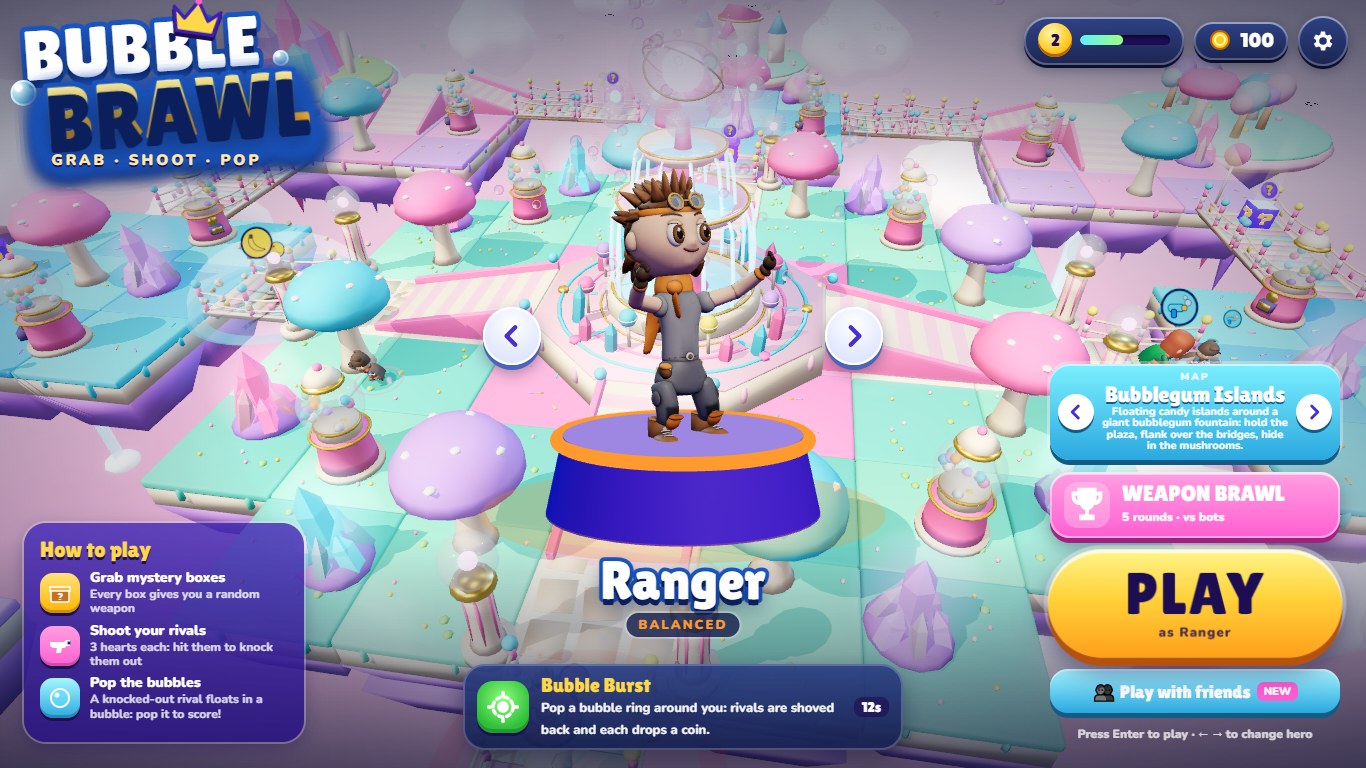 BUBBLE
BRAWL
GRAB · SHOOT · POP
2
100
MAP
Bubblegum Islands
Floating candy islands around a
giant bubblegum fountain: hold the
plaza, flank over the bridges, hide
in the mushrooms.
WEAPON BRAWL
5 rounds · vs bots
PLAY
as Ranger
Play with friends NEW
Press Enter to play · ← → to change hero
How to play
Grab mystery boxes
Every box gives you a random
weapon
Shoot your rivals
3 hearts each: hit them to knock
them out
Pop the bubbles
A knocked-out rival floats in a
bubble: pop it to score!
Ranger
BALANCED
Bubble Burst
Pop a bubble ring around you: rivals are shoved
back and each drops a coin.
12s